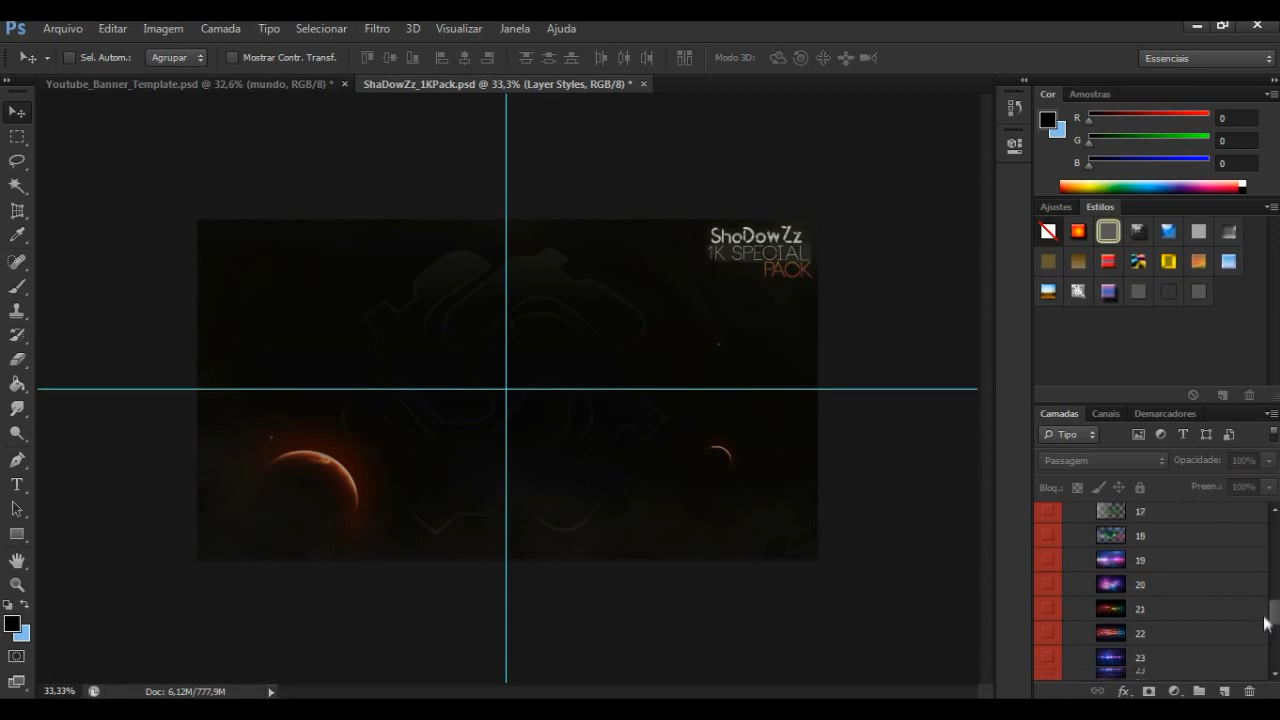 Ps Arquivo Editar Imagem Camada Tipo Selecionar Filtro 3D Visualizar Janela Ajuda
Sel. Autom.: Agrupar Mostrar Contr. Transf. Modo 3D: Essenciais
Youtube_Banner_Template.psd @ 32,6% (mundo, RGB/8) * × ShaDowZz_1KPack.psd @ 33,3% (Layer Styles, RGB/8) * ×
Cor Amostras
R 0
G 0
B 0
Ajustes Estilos
ShaDowZz
1K SPECIAL
PACK
Camadas Canais Demarcadores
Tipo
Passagem Opacidade: 100%
Bloq.: Preen.: 100%
17
18
19
20
21
22
23
23
33,33% Doc: 6,12M/777,9M